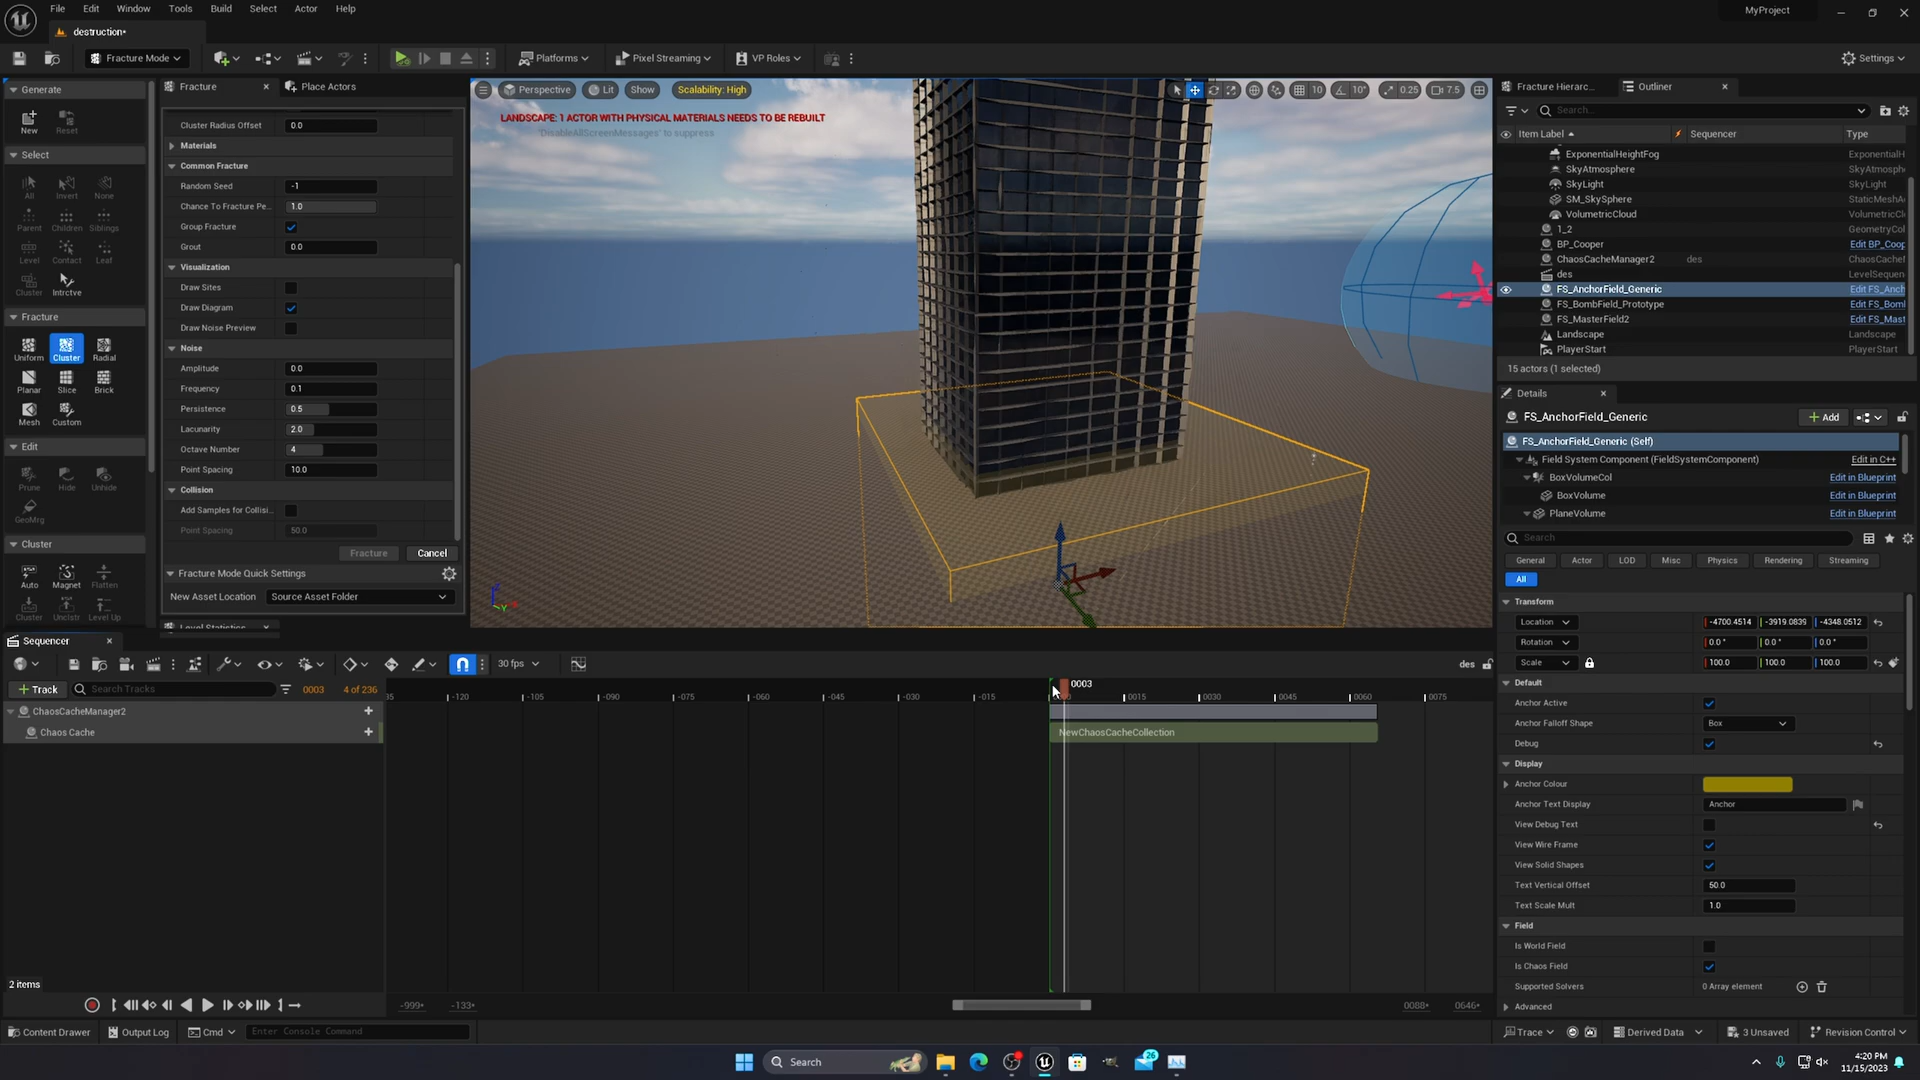 File Edit Window Tools Build Select Actor Help
MyProject
destruction*
Fracture Mode
Platforms
Pixel Streaming
VP Roles
Settings
Generate
New
Reset
Select
All
Invert
None
Parent
Children
Siblings
Level
Contact
Leaf
Cluster
Intrctve
Fracture
Uniform
Cluster
Radial
Planar
Slice
Brick
Mesh
Custom
Edit
Prune
Hide
Unhide
GeoMrg
Cluster
Auto
Magnet
Flatten
Cluster
Unclstr
Level Up
Fracture
Place Actors
Cluster Radius Offset 0.0
Materials
Common Fracture
Random Seed -1
Chance To Fracture Pe... 1.0
Group Fracture
Grout 0.0
Visualization
Draw Sites
Draw Diagram
Draw Noise Preview
Noise
Amplitude 0.0
Frequency 0.1
Persistence 0.5
Lacunarity 2.0
Octave Number 4
Point Spacing 10.0
Collision
Add Samples for Collisi...
Point Spacing 50.0
Fracture Cancel
Fracture Mode Quick Settings
New Asset Location Source Asset Folder
Level Statistics
Perspective Lit Show Scalability: High
10 10° 0.25 7.5
LANDSCAPE: 1 ACTOR WITH PHYSICAL MATERIALS NEEDS TO BE REBUILT
'DisableAllScreenMessages' to suppress
Fracture Hierarc...
Outliner
Search...
Item Label Sequencer Type
ExponentialHeightFog ExponentialH
SkyAtmosphere SkyAtmosph
SkyLight SkyLight
SM_SkySphere StaticMeshA
VolumetricCloud VolumetricCl
1_2 GeometryCol
BP_Cooper Edit BP_Coop
ChaosCacheManager2 des ChaosCacheM
des LevelSequen
FS_AnchorField_Generic Edit FS_Anch
FS_BombField_Prototype Edit FS_Bomb
FS_MasterField2 Edit FS_Mast
Landscape Landscape
PlayerStart PlayerStart
15 actors (1 selected)
Details
FS_AnchorField_Generic
Add
FS_AnchorField_Generic (Self)
Field System Component (FieldSystemComponent) Edit in C++
BoxVolumeCol Edit in Blueprint
BoxVolume Edit in Blueprint
PlaneVolume Edit in Blueprint
Search
General Actor LOD Misc Physics Rendering Streaming
All
Transform
Location -4700.4514 -3919.0839 -4348.0512
Rotation 0.0° 0.0° 0.0°
Scale 100.0 100.0 100.0
Default
Anchor Active
Anchor Falloff Shape Box
Debug
Display
Anchor Colour
Anchor Text Display Anchor
View Debug Text
View Wire Frame
View Solid Shapes
Text Vertical Offset 50.0
Text Scale Mult 1.0
Field
Is World Field
Is Chaos Field
Supported Solvers 0 Array element
Advanced
Sequencer
30 fps
des
Track Search Tracks 0003 4 of 236
-120 -105 -090 -075 -060 -045 -030 -015 0003 0015 0030 0045 0060 0075
ChaosCacheManager2
Chaos Cache
NewChaosCacheCollection
2 items
-999+ -133+ 0088+ 0646+
Content Drawer Output Log Cmd Enter Console Command
Trace Derived Data 3 Unsaved Revision Control
Search
26
4:20 PM
11/15/2023